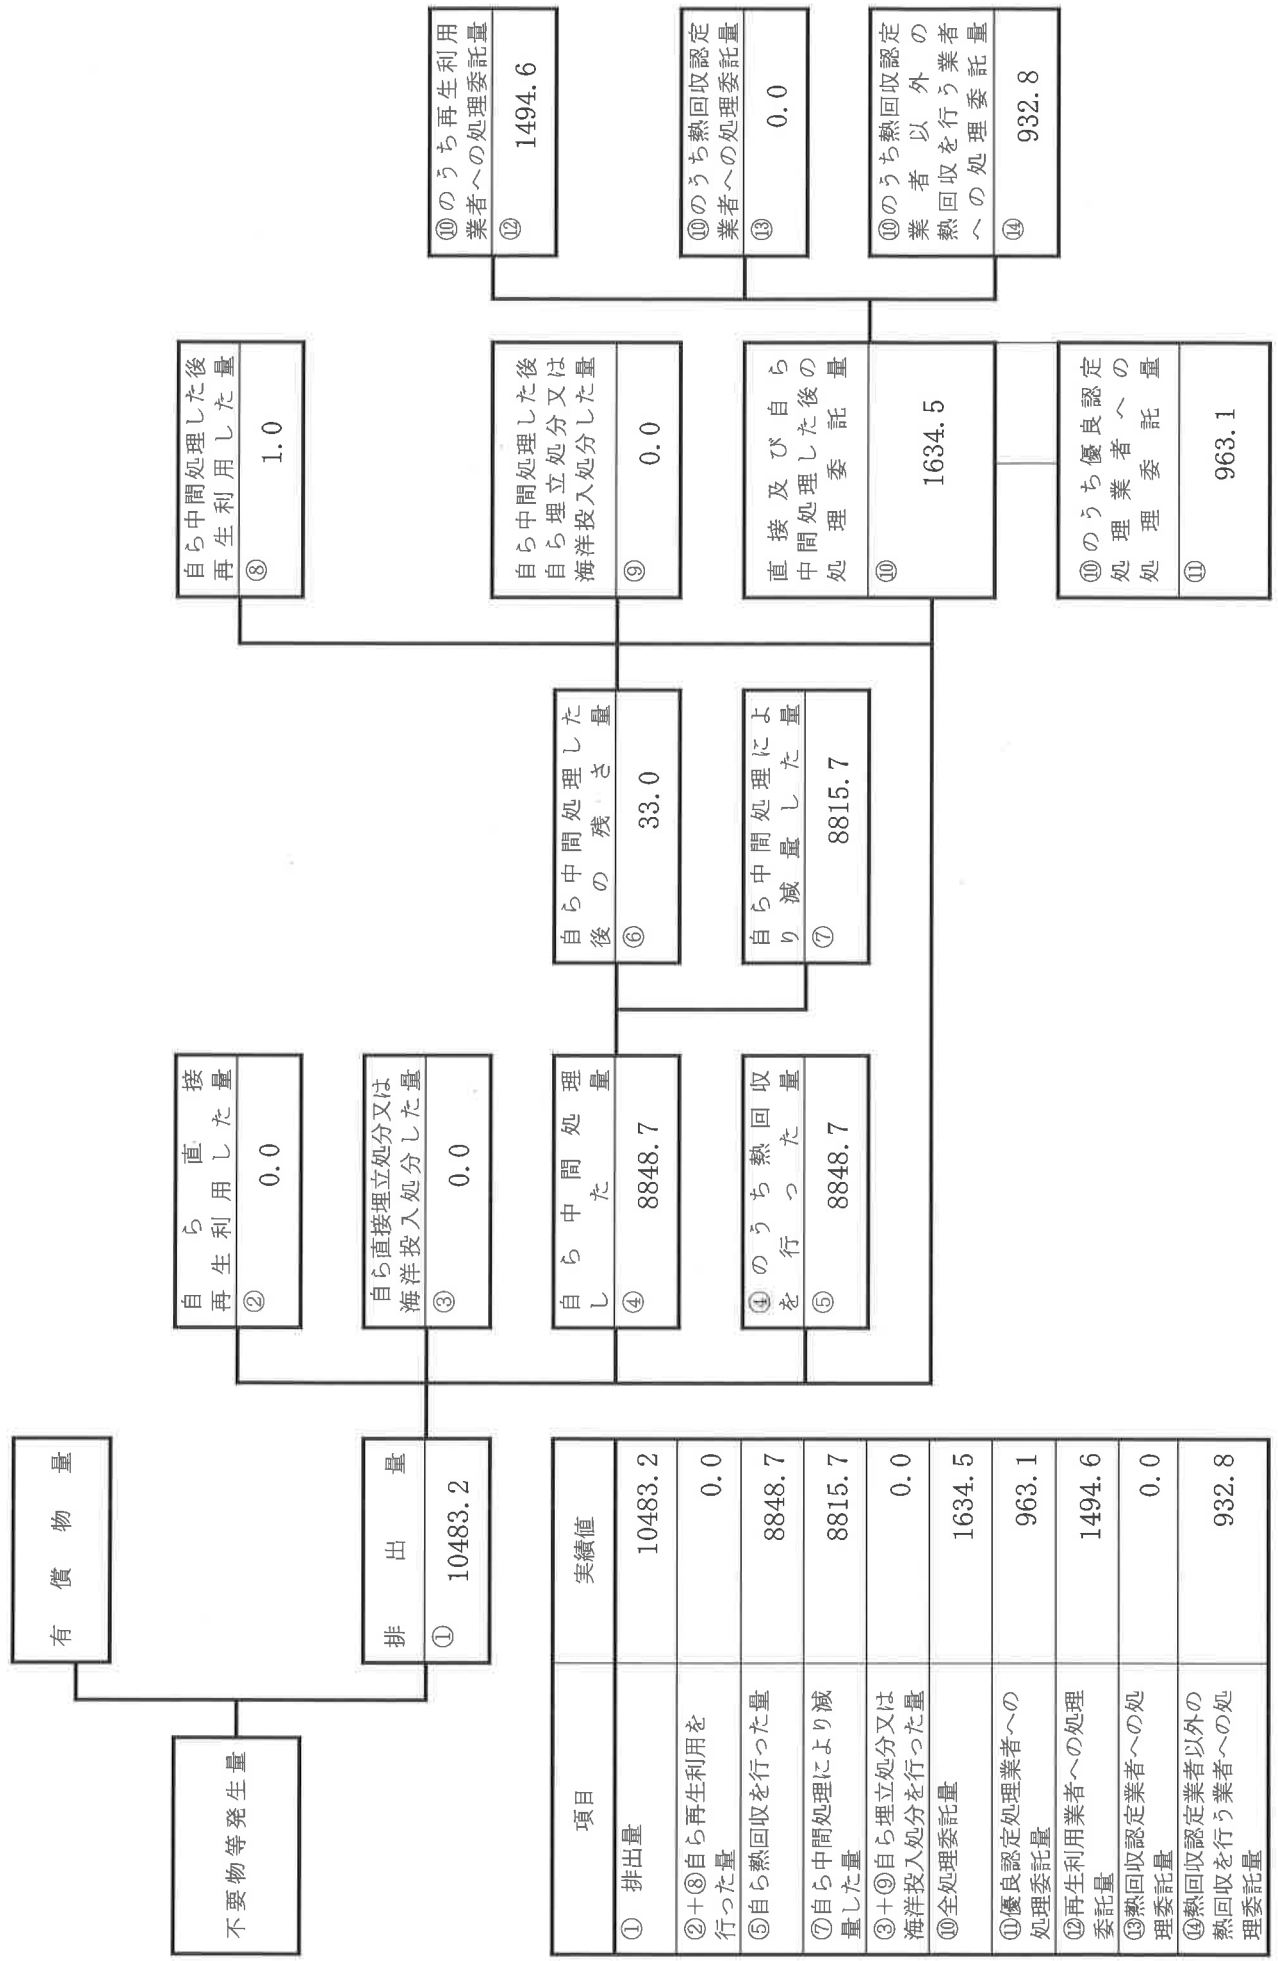 不要物等発生量
有償物量
排出量
① 10483.2
自ら直接
再生利用した量
② 0.0
自ら直接埋立処分又は
海洋投入処分した量
③ 0.0
自ら中間処理
した量
④ 8848.7
④のうち熱回収
を行った量
⑤ 8848.7
自ら中間処理した
後の残さ量
⑥ 33.0
自ら中間処理によ
り減量した量
⑦ 8815.7
自ら中間処理した後
再生利用した量
⑧ 1.0
自ら中間処理した後
自ら埋立処分又は
海洋投入処分した量
⑨ 0.0
直接及び自ら
中間処理した後の
処理委託量
⑩ 1634.5
⑩のうち優良認定
処理業者への
処理委託量
⑪ 963.1
⑩のうち再生利用
業者への処理委託量
⑫ 1494.6
⑩のうち熱回収認定
業者への処理委託量
⑬ 0.0
⑩のうち熱回収認定
業者以外の
熱回収を行う業者
への処理委託量
⑭ 932.8
項目 実績値
① 排出量 10483.2
②+⑧自ら再生利用を
行った量 0.0
⑤自ら熱回収を行った量 8848.7
⑦自ら中間処理により減
量した量 8815.7
③+⑨自ら埋立処分又は
海洋投入処分を行った量 0.0
⑩全処理委託量 1634.5
⑪優良認定処理業者への
処理委託量 963.1
⑫再生利用業者への処理
委託量 1494.6
⑬熱回収認定業者への処
理委託量 0.0
⑭熱回収認定業者以外の
熱回収を行う業者への処
理委託量 932.8